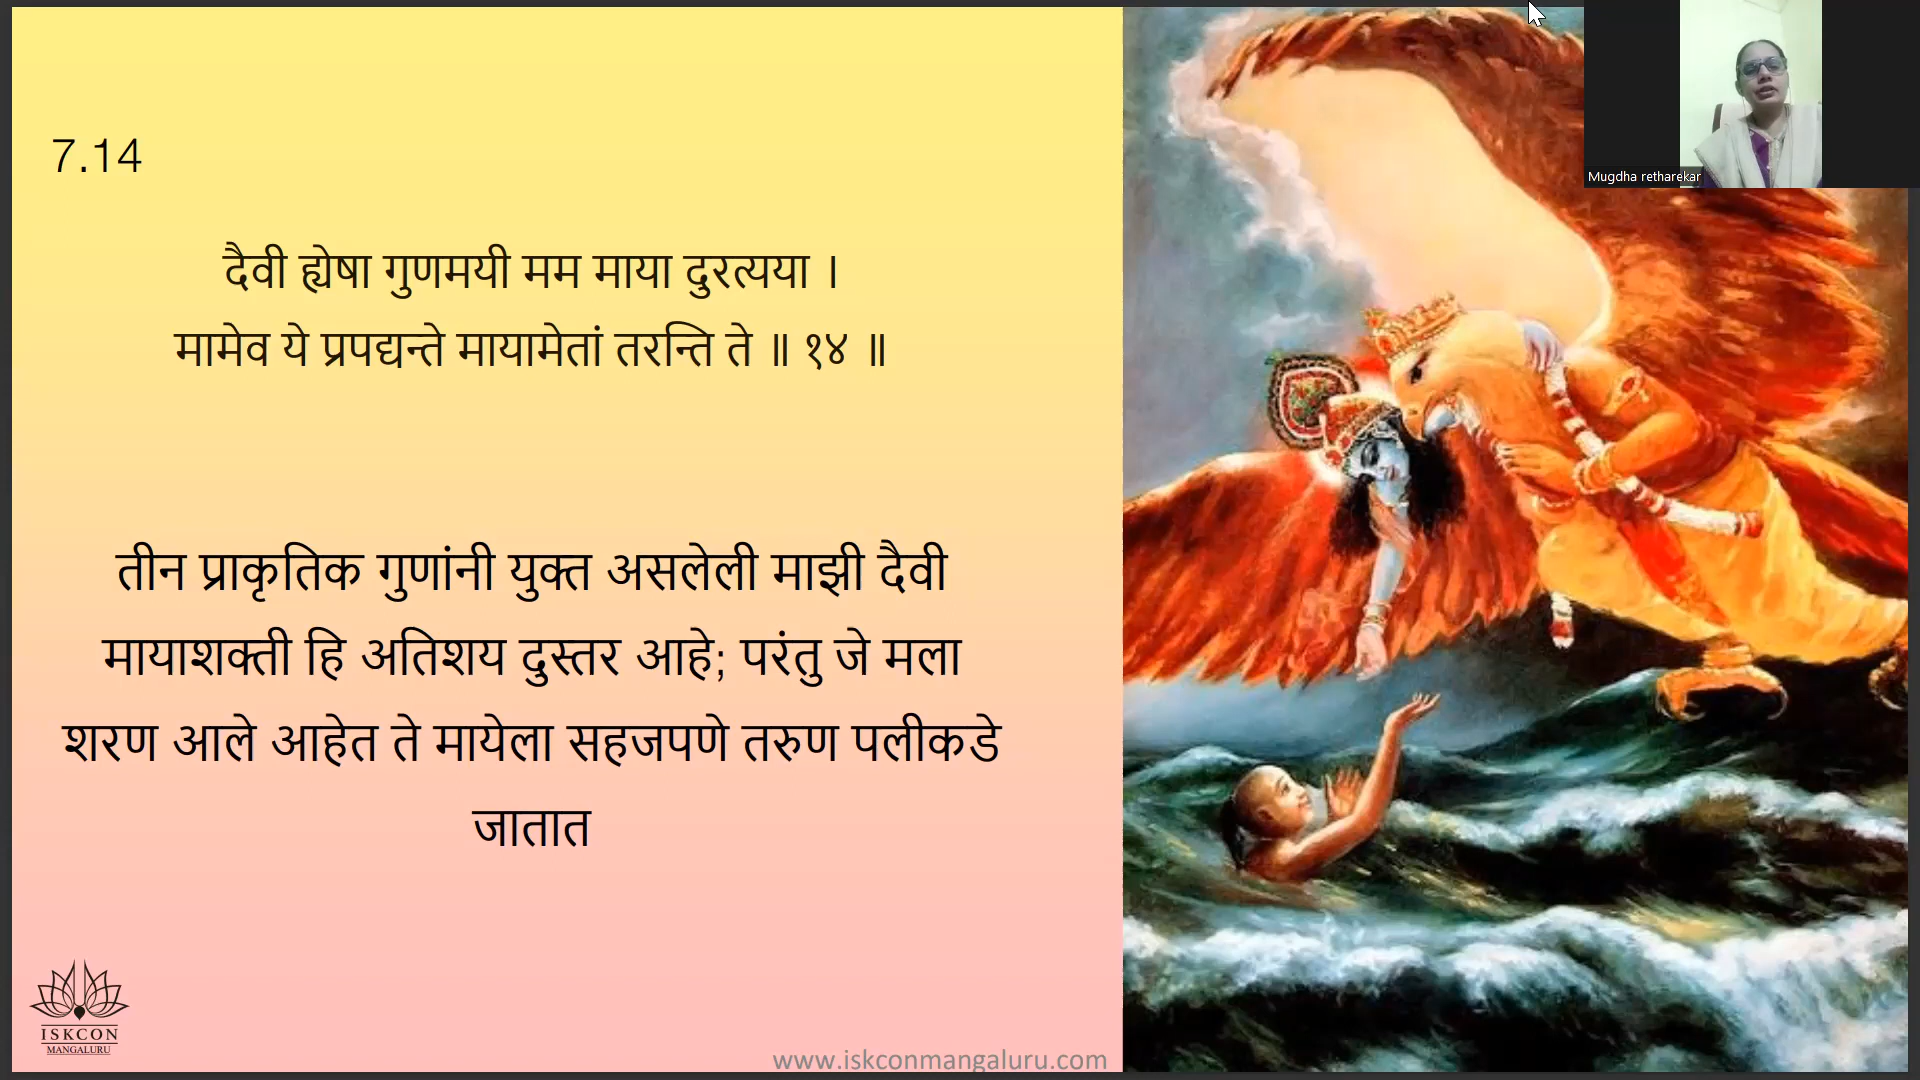 7.14
दैवी ह्येषा गुणमयी मम माया दुरत्यया ।
मामेव ये प्रपद्यन्ते मायामेतां तरन्ति ते ॥ १४ ॥
तीन प्राकृतिक गुणांनी युक्त असलेली माझी दैवी
मायाशक्ती हि अतिशय दुस्तर आहे; परंतु जे मला
शरण आले आहेत ते मायेला सहजपणे तरुण पलीकडे
जातात
ISKCON
MANGALURU
www.iskconmangaluru.com
Mugdha retharekar